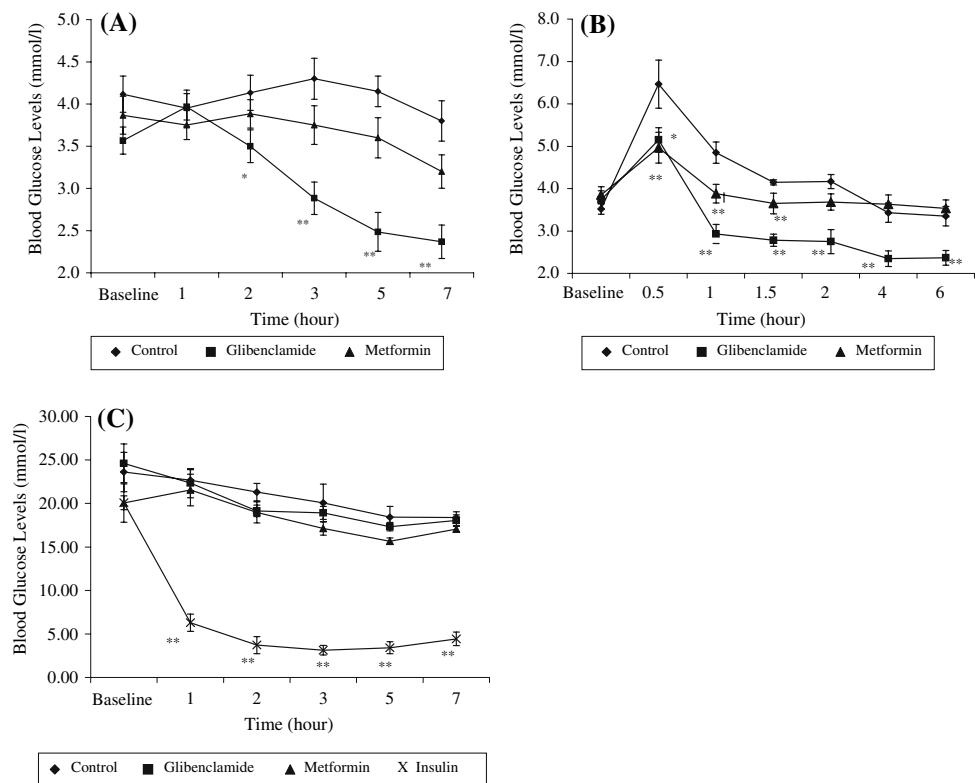 (A)
Blood Glucose Levels (mmol/l)
5.0
4.5
4.0
3.5
3.0
2.5
2.0
*
**
**
**
Baseline 1 2 3 5 7
Time (hour)
Control Glibenclamide Metformin
(B)
Blood Glucose Levels (mmol/l)
8.0
7.0
6.0
5.0
4.0
3.0
2.0
*
**
** **
** ** ** ** **
Baseline 0.5 1 1.5 2 4 6
Time (hour)
Control Glibenclamide Metformin
(C)
Blood Glucose Levels (mmol/l)
30.00
25.00
20.00
15.00
10.00
5.00
0.00
** ** ** ** **
Baseline 1 2 3 5 7
Time (hour)
Control Glibenclamide Metformin X Insulin